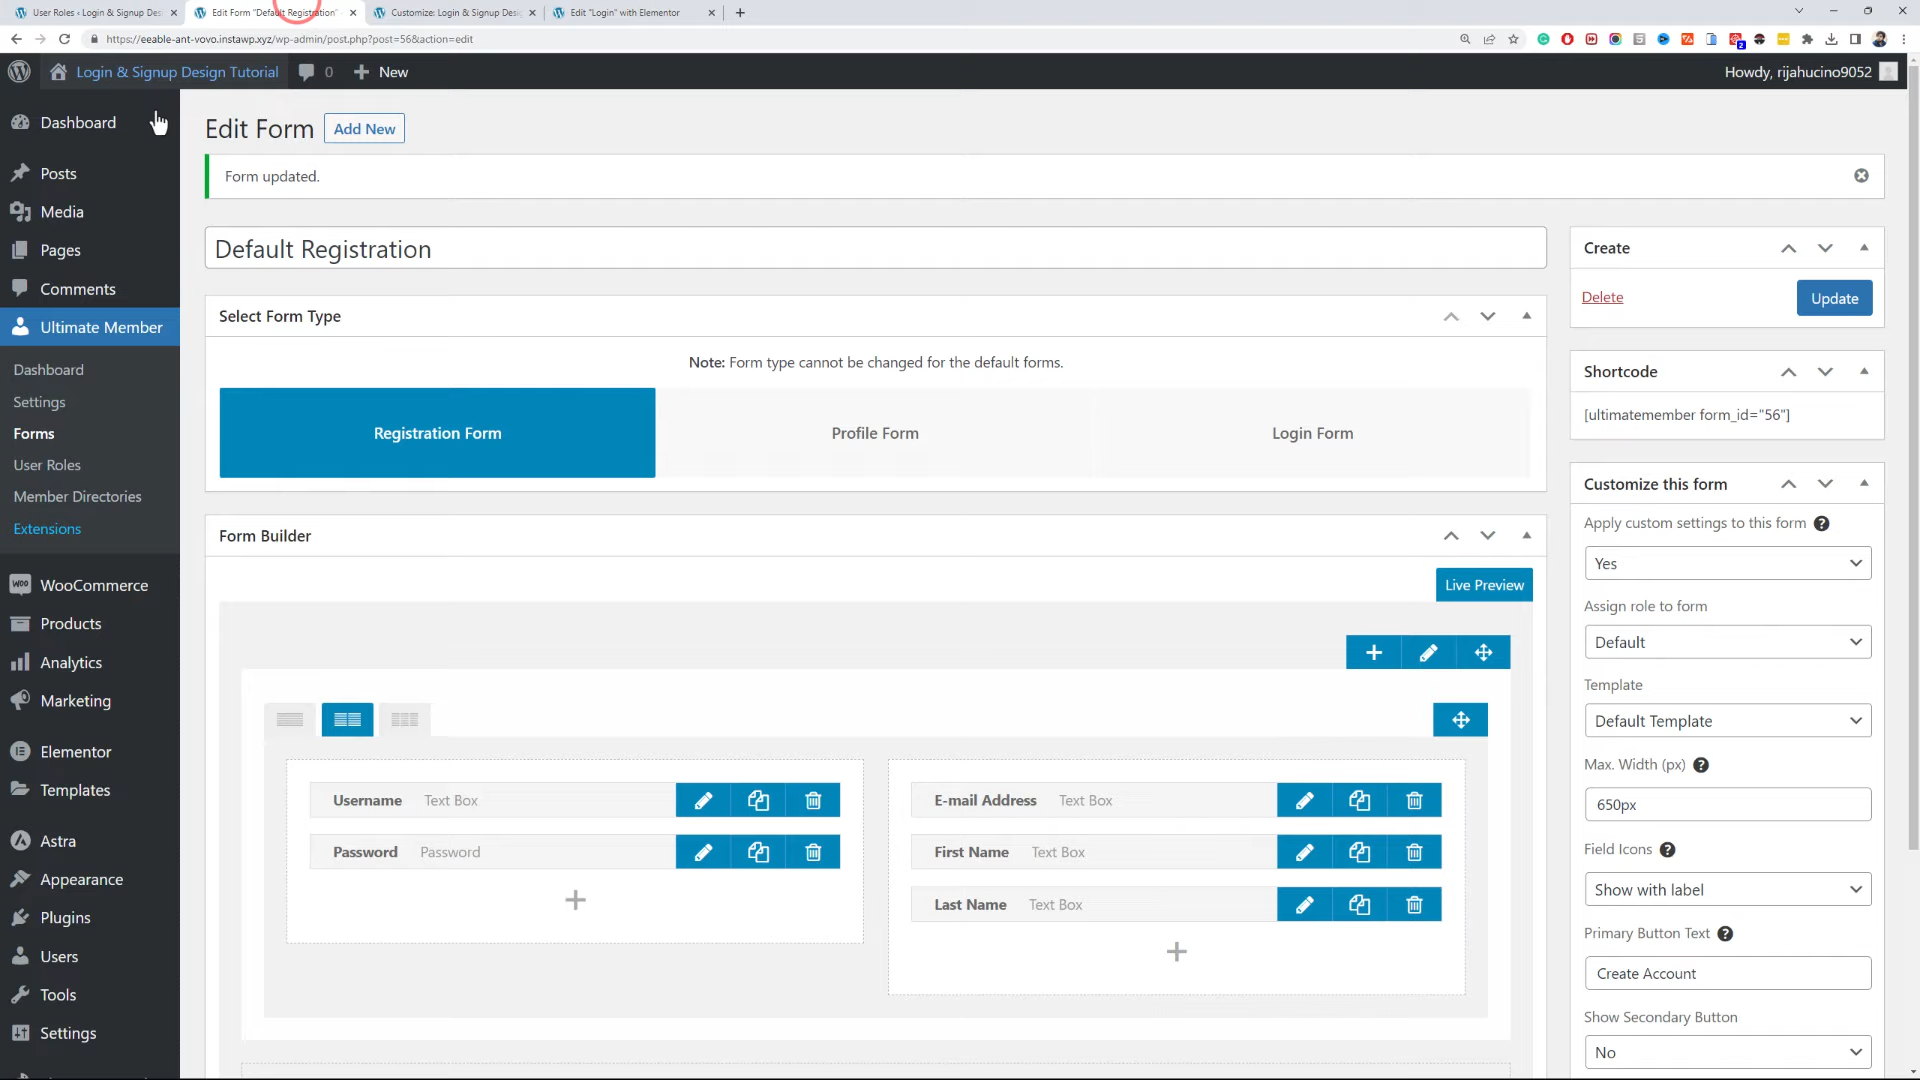 User Roles ‹ Login & Signup Des
Edit Form "Default Registration"
Customize: Login & Signup Desi
Edit "Login" with Elementor
https://eeable-ant-vovo.instawp.xyz/wp-admin/post.php?post=56&action=edit
2
Login & Signup Design Tutorial
0
New
Howdy, rijahucino9052
Dashboard
Posts
Media
Pages
Comments
Ultimate Member
Dashboard
Settings
Forms
User Roles
Member Directories
Extensions
WooCommerce
Products
Analytics
Marketing
Elementor
Templates
Astra
Appearance
Plugins
Users
Tools
Settings
Edit Form
Add New
Form updated.
Default Registration
Select Form Type
Note: Form type cannot be changed for the default forms.
Registration Form
Profile Form
Login Form
Form Builder
Live Preview
Username Text Box
Password Password
E-mail Address Text Box
First Name Text Box
Last Name Text Box
Create
Delete
Update
Shortcode
[ultimatemember form_id="56"]
Customize this form
Apply custom settings to this form
Yes
Assign role to form
Default
Template
Default Template
Max. Width (px)
650px
Field Icons
Show with label
Primary Button Text
Create Account
Show Secondary Button
No